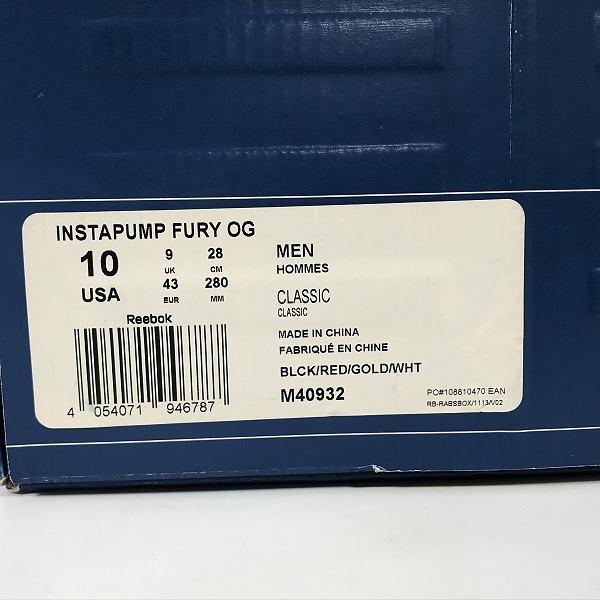 INSTAPUMP FURY OG
10 9 28
UK CM
USA 43 280
EUR MM
MEN
HOMMES
CLASSIC
CLASSIC
MADE IN CHINA
FABRIQUÉ EN CHINE
BLCK/RED/GOLD/WHT
M40932
Reebok
4 054071 946787
PO#108810470 EAN
RB-RABSBOX/1113/V02